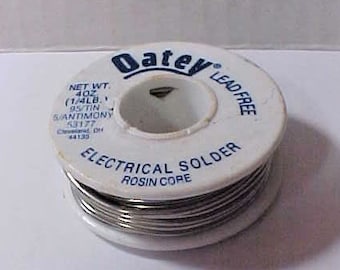 Oatey®
LEAD FREE
NET WT.
4OZ
(1/4LB.)
95/TIN
5/ANTIMONY
53177
Cleveland, OH
44135
ELECTRICAL SOLDER
ROSIN CORE